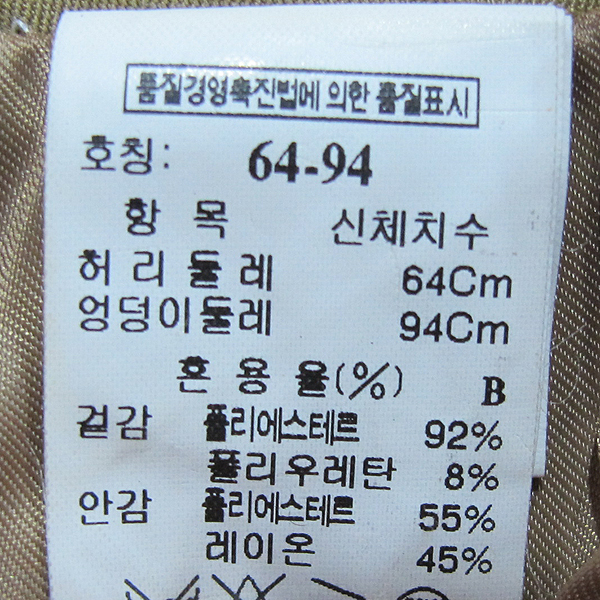 품질경영촉진법에 의한 품질표시
호칭: 64-94
항 목 신체치수
허 리 둘 레 64Cm
엉덩이둘레 94Cm
혼 용 율(%) B
겉감 폴리에스테르 92%
폴리우레탄 8%
안감 폴리에스테르 55%
레이온 45%